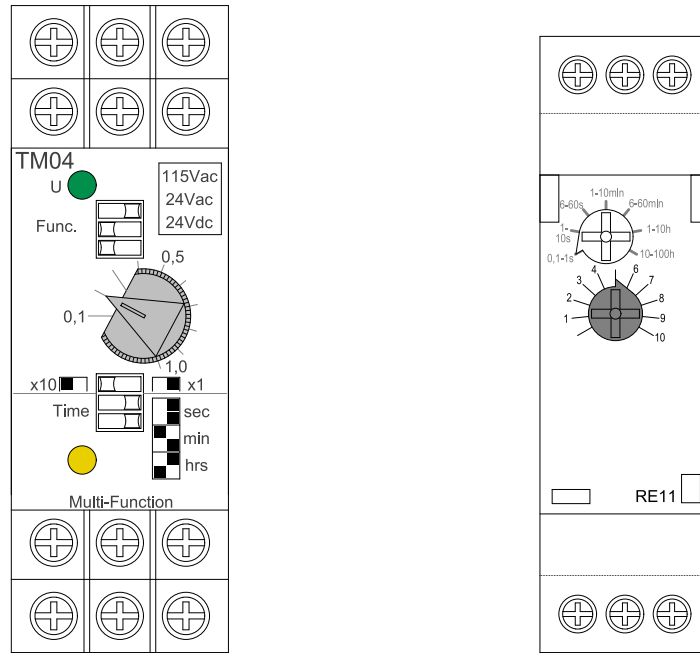 TM04
U
115Vac
24Vac
24Vdc
Func.
0,5
0,1
1,0
x10
x1
Time
sec
min
hrs
Multi-Function
1-10min
6-60s
6-60min
1-
10s
1-10h
0,1-1s
10-100h
4
6
3
7
2
8
1
9
10
RE11